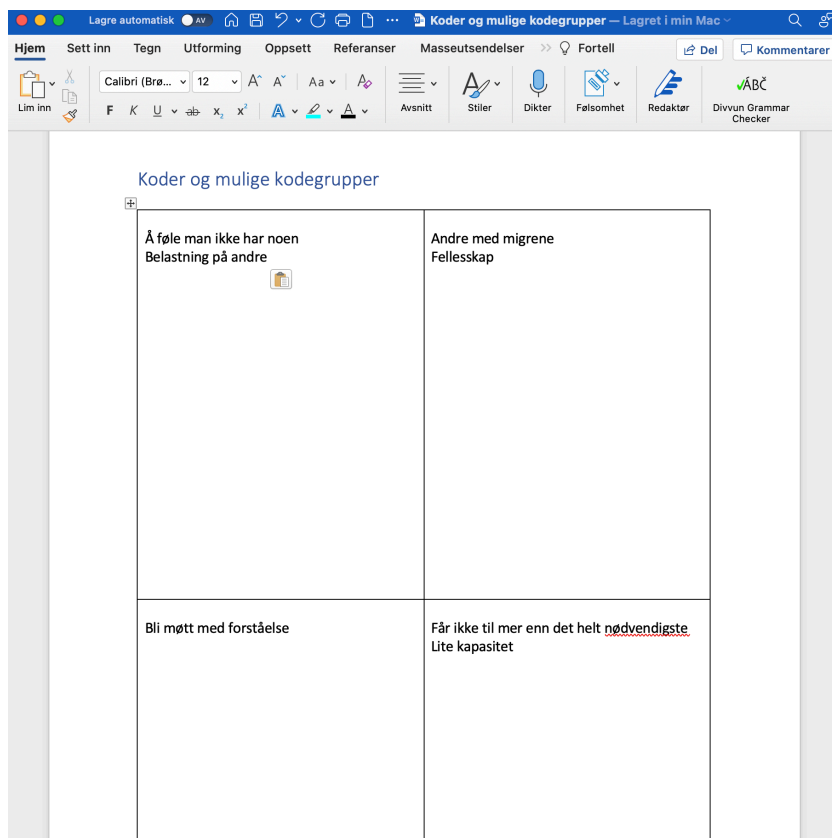 Lagre automatisk AV ... Koder og mulige kodegrupper — Lagret i min Mac
Hjem Sett inn Tegn Utforming Oppsett Referanser Masseutsendelser >> Fortell Del Kommentarer
Calibri (Brø... 12 A A Aa A ÁBČ
Lim inn F K U ab x2 x2 A A Avsnitt Stiler Dikter Følsomhet Redaktør Divvun Grammar
Checker
Koder og mulige kodegrupper
Å føle man ikke har noen
Belastning på andre
Andre med migrene
Fellesskap
Bli møtt med forståelse
Får ikke til mer enn det helt nødvendigste
Lite kapasitet